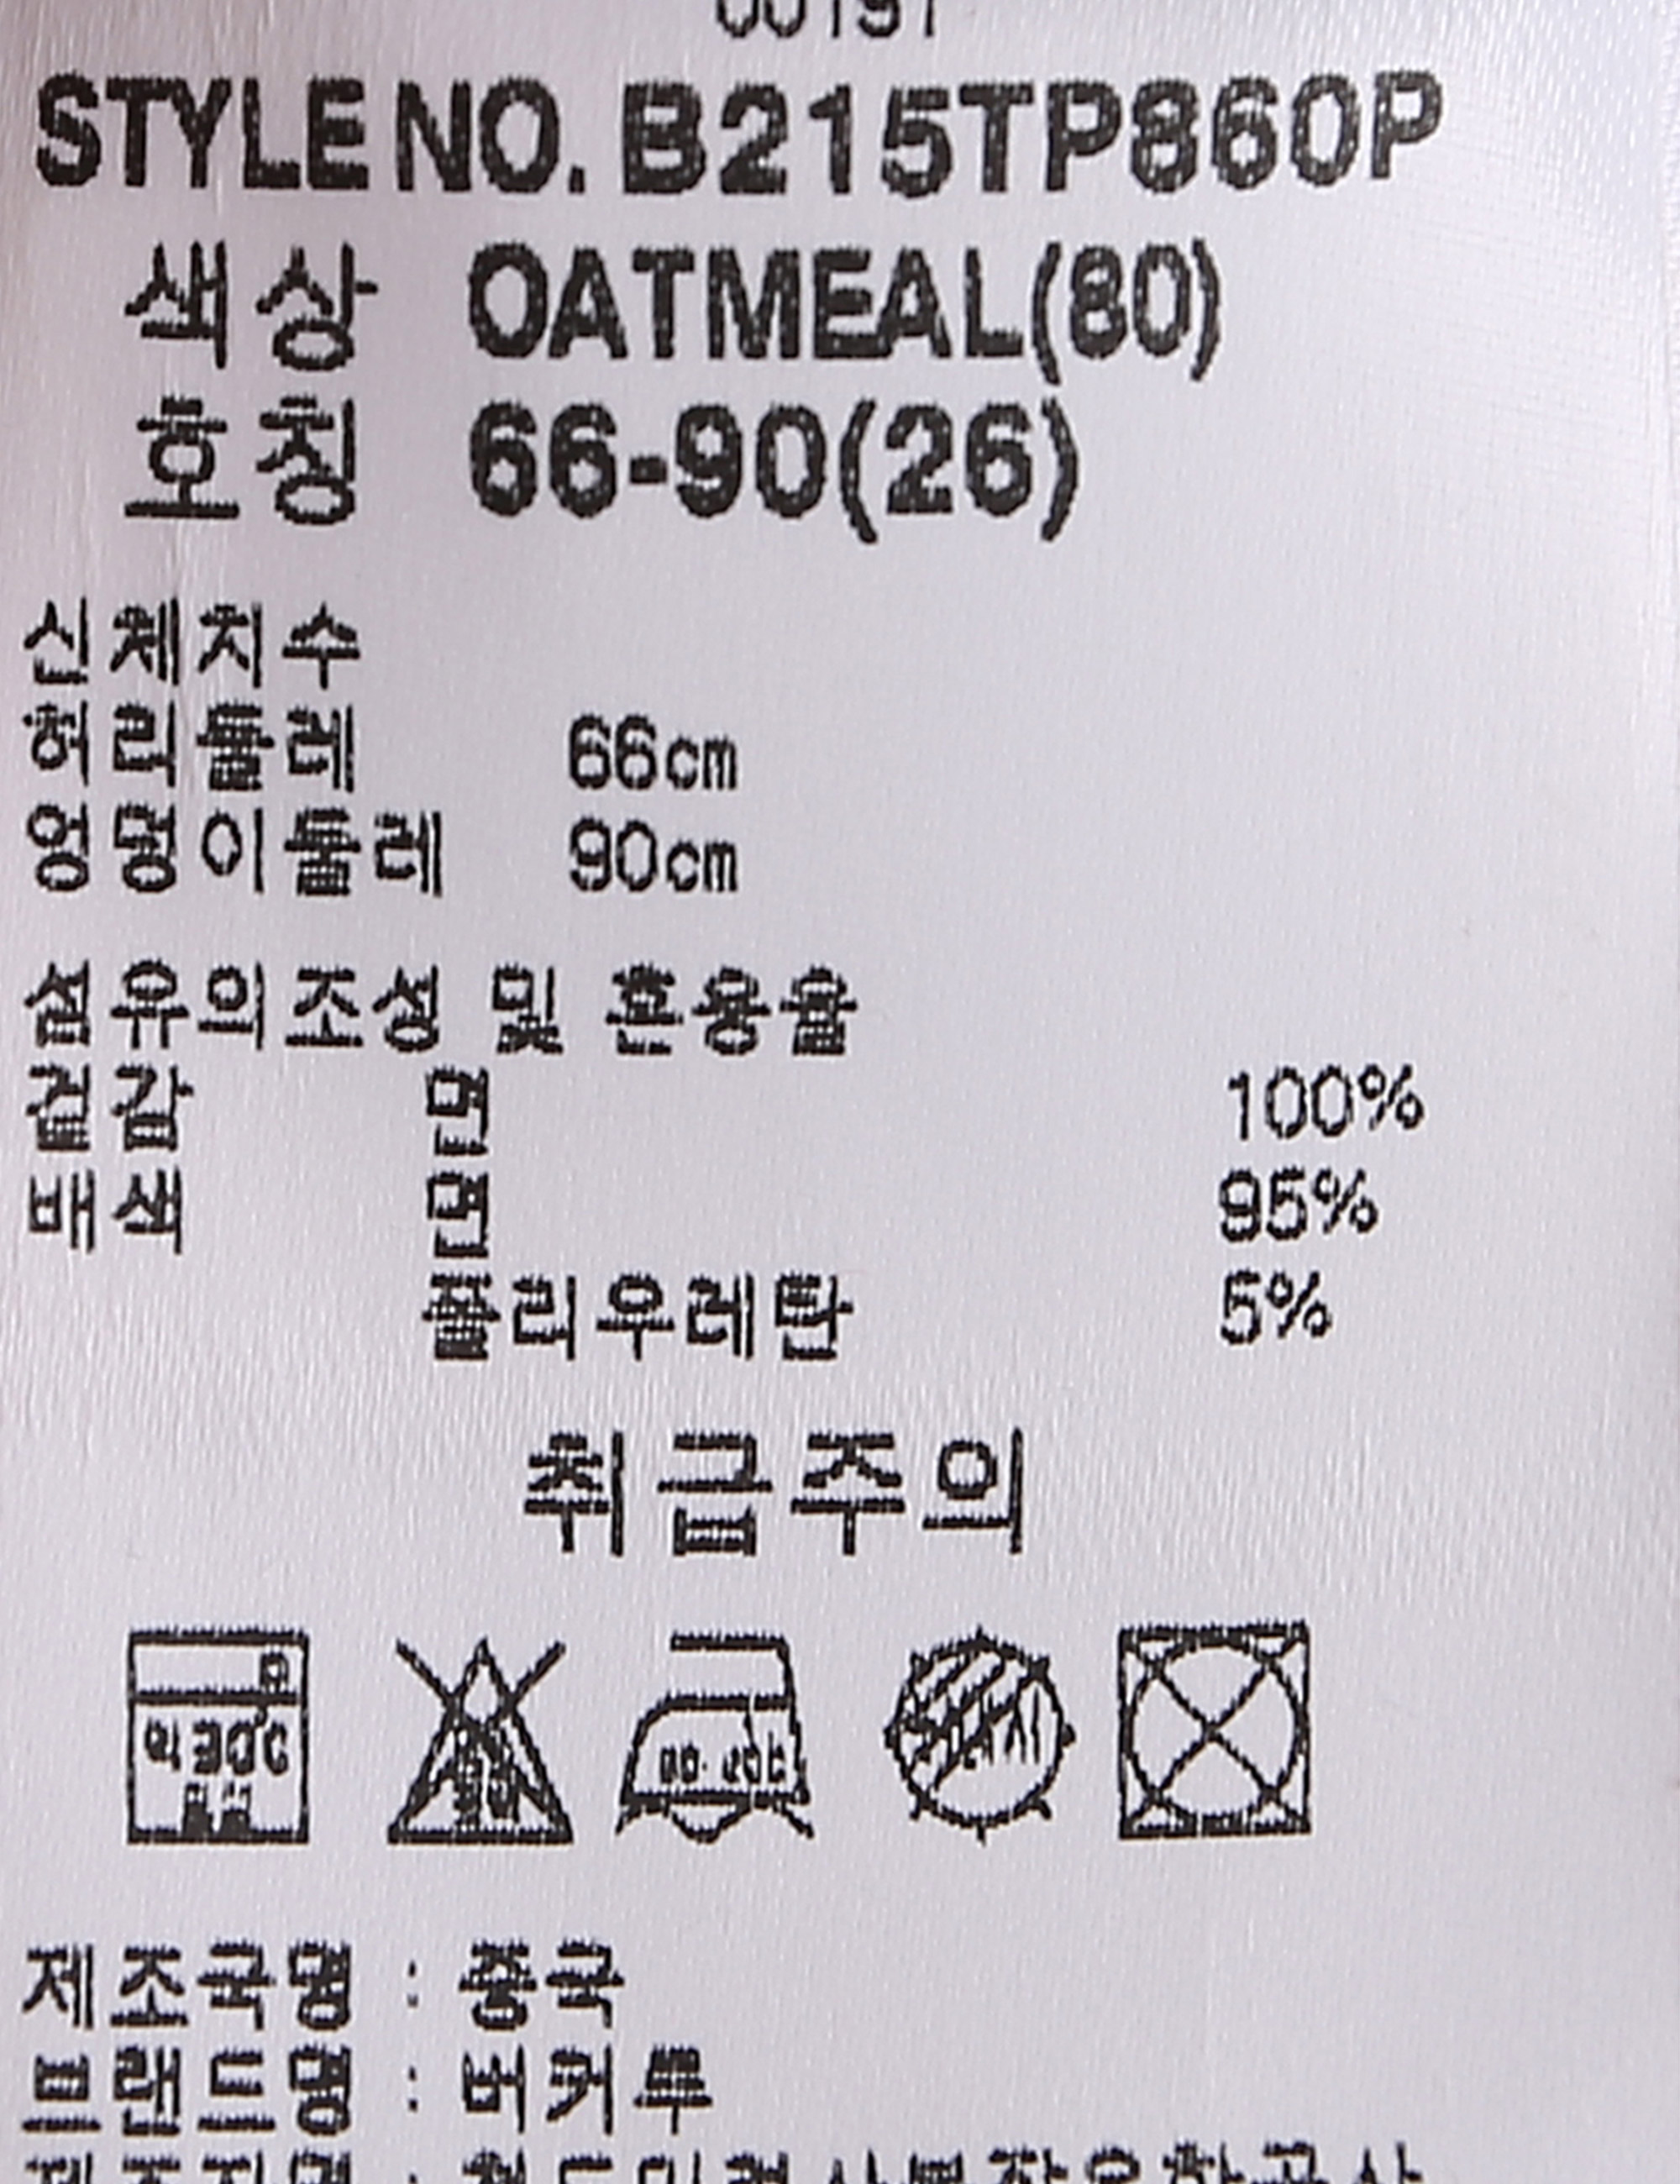 STYLE NO. B215TP860P
색상 OATMEAL(80)
호칭 66-90(26)
신체치수
허리둘레 66cm
엉덩이둘레 90cm
섬유의조성 및 혼용율
겉감 면 100%
배색 면 95%
폴리우레탄 5%
취급주의
약30℃
제조국명 : 중국
브랜드명 : 버커루